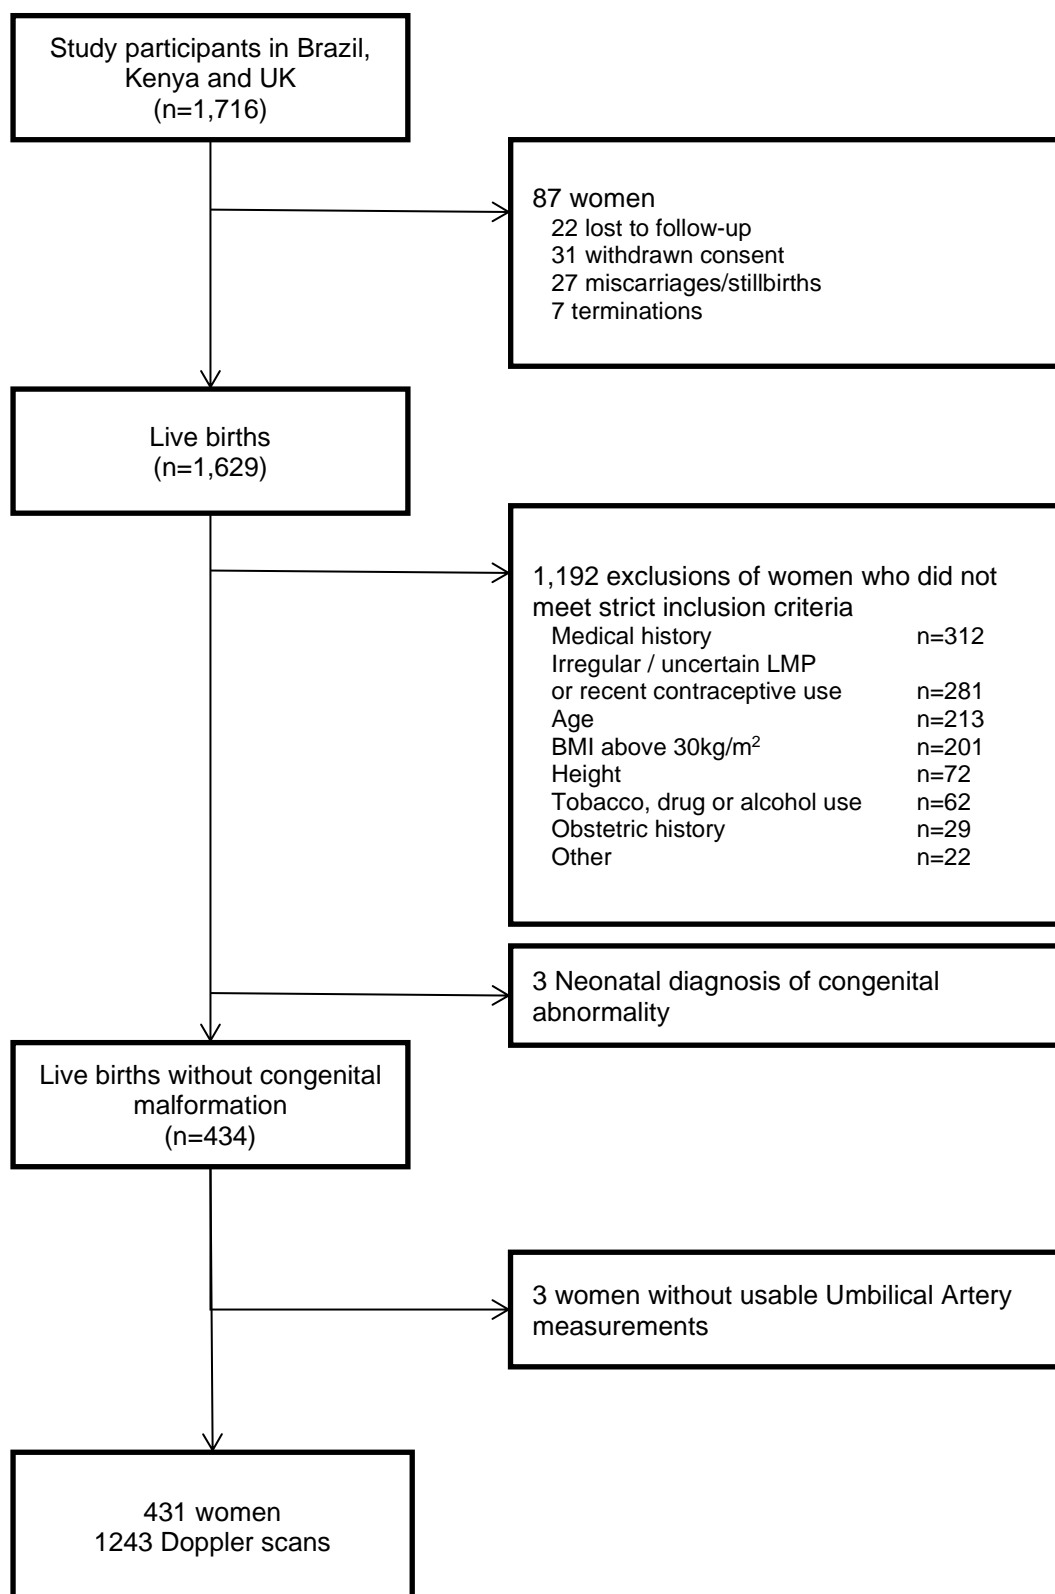 Study participants in Brazil,
Kenya and UK
(n=1,716)
87 women
22 lost to follow-up
31 withdrawn consent
27 miscarriages/stillbirths
7 terminations
Live births
(n=1,629)
1,192 exclusions of women who did not
meet strict inclusion criteria
Medical history n=312
Irregular / uncertain LMP
or recent contraceptive use n=281
Age n=213
BMI above 30kg/m² n=201
Height n=72
Tobacco, drug or alcohol use n=62
Obstetric history n=29
Other n=22
3 Neonatal diagnosis of congenital
abnormality
Live births without congenital
malformation
(n=434)
3 women without usable Umbilical Artery
measurements
431 women
1243 Doppler scans